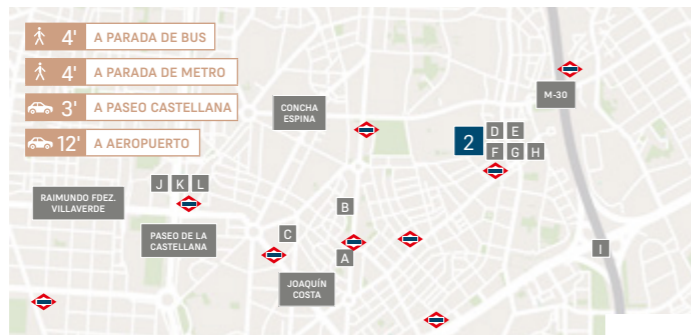 4' A PARADA DE BUS
4' A PARADA DE METRO
3' A PASEO CASTELLANA
12' A AEROPUERTO
M-30
CONCHA
ESPINA
2
D E
F G H
J K L
RAIMUNDO FDEZ.
VILLAVERDE
B
PASEO DE LA
CASTELLANA
C
A
I
JOAQUÍN
COSTA